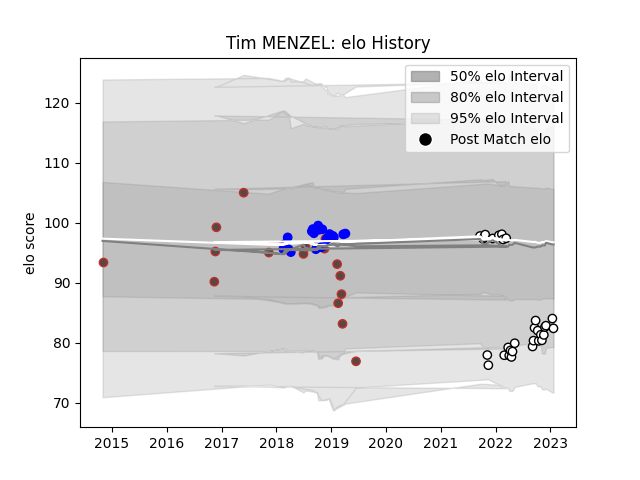 Tim MENZEL: elo History
50% elo Interval
80% elo Interval
95% elo Interval
Post Match elo
elo score
120
110
100
90
80
70
2015 2016 2017 2018 2019 2020 2021 2022 2023